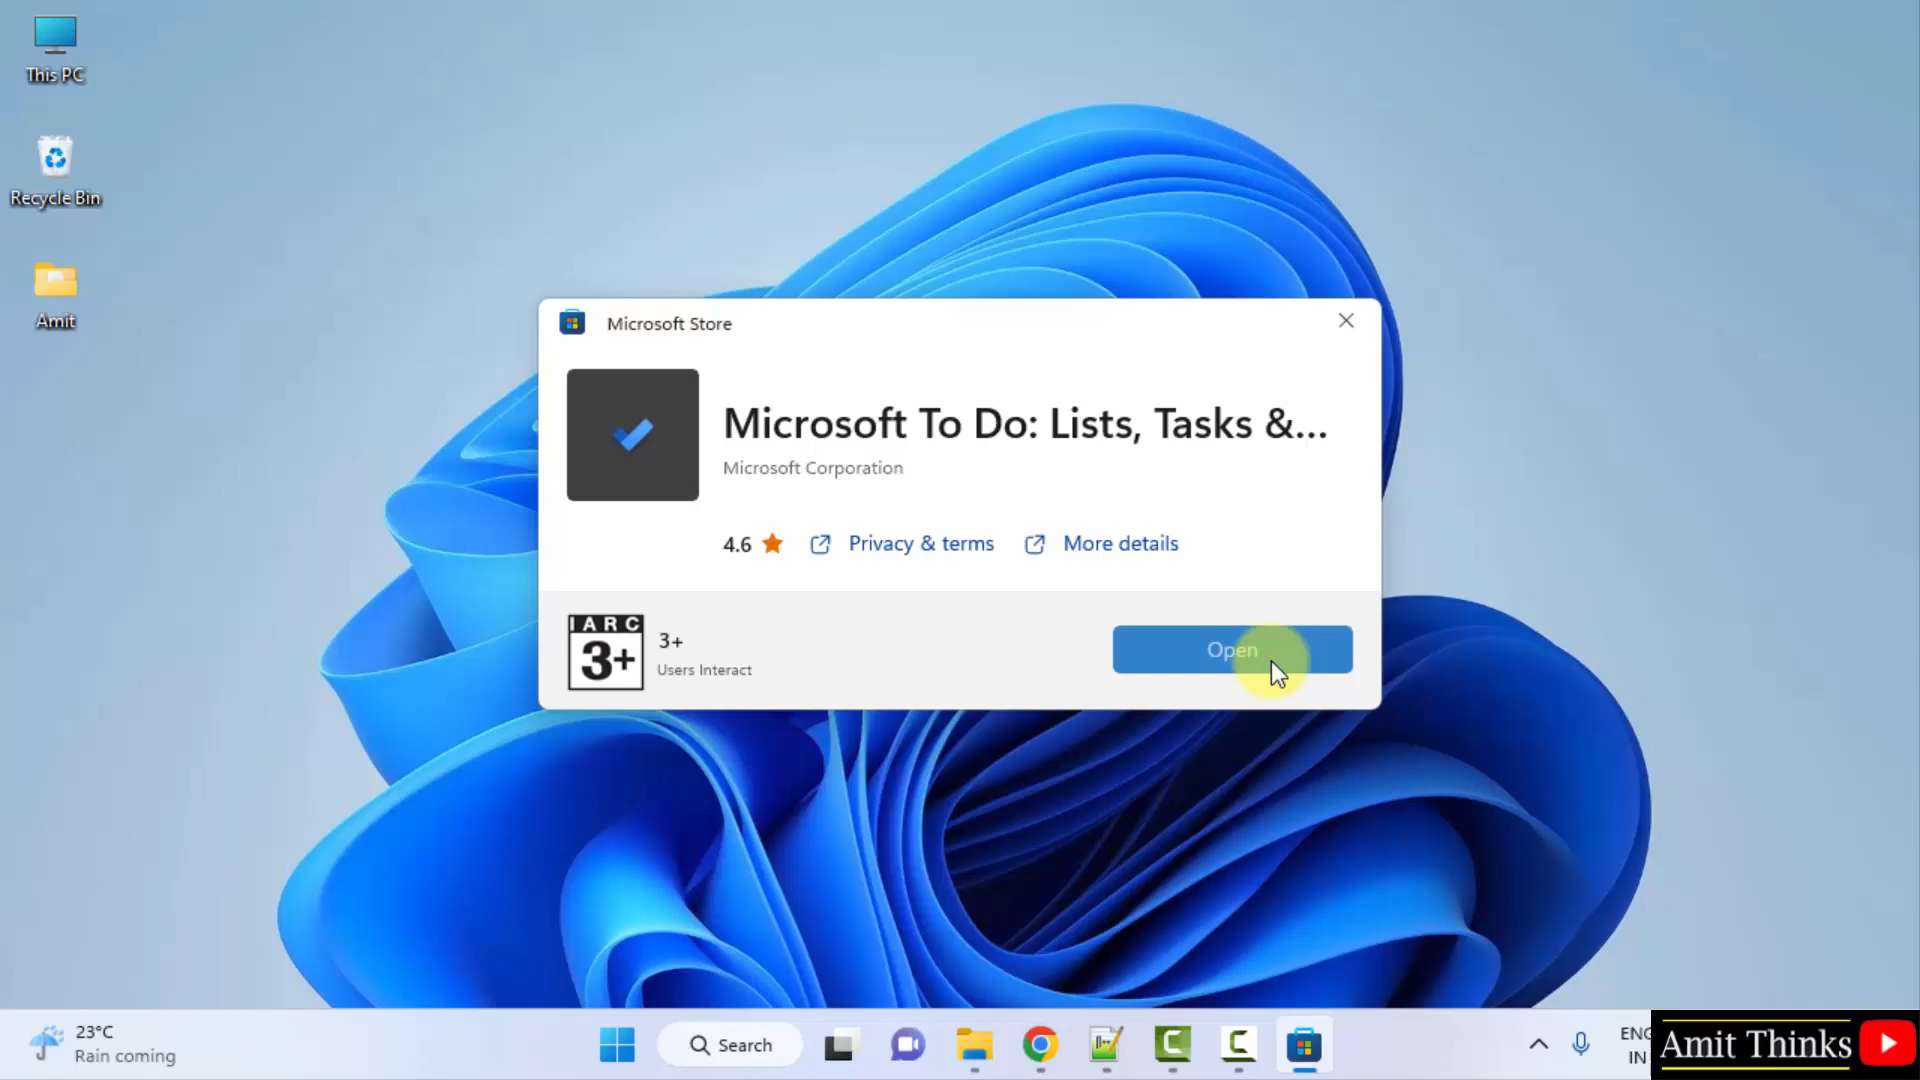 This PC
Recycle Bin
Amit
Microsoft Store
Microsoft To Do: Lists, Tasks &...
Microsoft Corporation
4.6
Privacy & terms
More details
IARC
3+
3+
Users Interact
Open
23°C
Rain coming
Search
ENG
IN
Amit Thinks